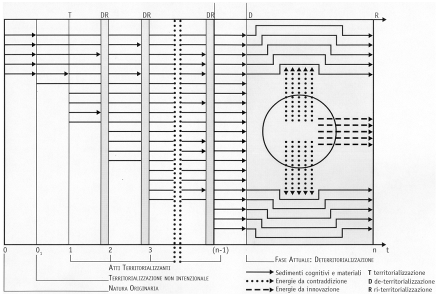 T DR DR DR D R
0 0₁ 1 2 3 (n-1) n t
ATTI TERRITORIALIZZANTI
TERRITORIALIZZAZIONE NON INTENZIONALE
NATURA ORIGINARIA
FASE ATTUALE: DETERRITORIALIZZAZIONE
Sedimenti cognitivi e materiali T territorializzazione
Energie da contraddizione D de-territorializzazione
Energie da innovazione R ri-territorializzazione